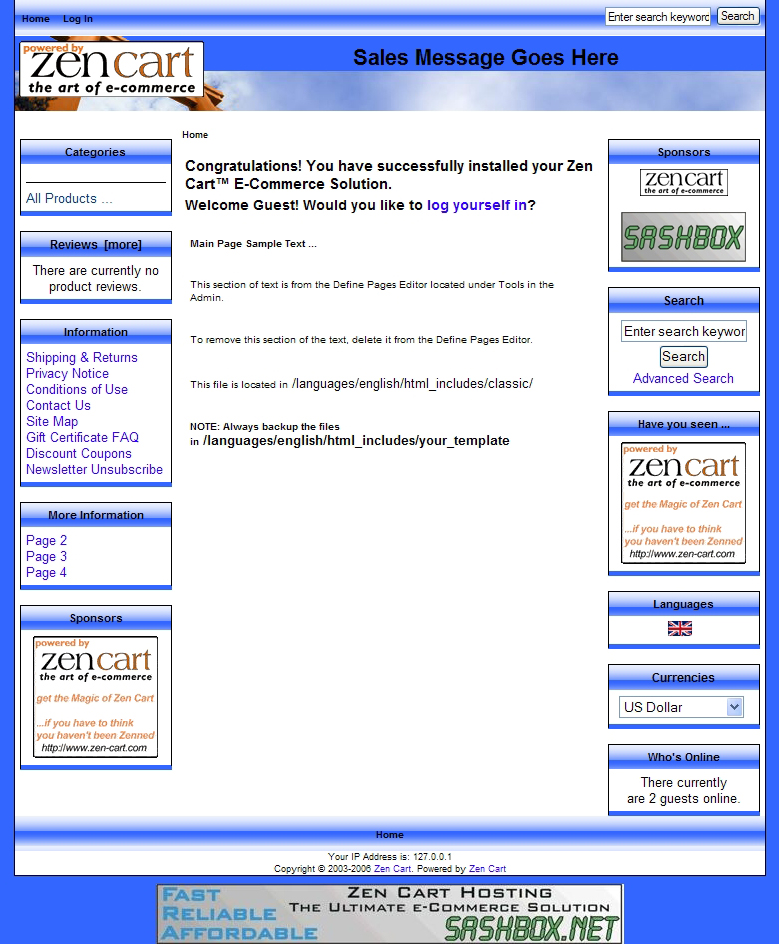 Home Log In
Enter search keyword Search
powered by
zen cart
the art of e-commerce
Sales Message Goes Here
Categories
All Products ...
Reviews [more]
There are currently no
product reviews.
Information
Shipping & Returns
Privacy Notice
Conditions of Use
Contact Us
Site Map
Gift Certificate FAQ
Discount Coupons
Newsletter Unsubscribe
More Information
Page 2
Page 3
Page 4
Sponsors
powered by
zen cart
the art of e-commerce
get the Magic of Zen Cart
...if you have to think
you haven't been Zenned
http://www.zen-cart.com
Home
Congratulations! You have successfully installed your Zen
Cart™ E-Commerce Solution.
Welcome Guest! Would you like to log yourself in?
Main Page Sample Text ...
This section of text is from the Define Pages Editor located under Tools in the
Admin.
To remove this section of the text, delete it from the Define Pages Editor.
This file is located in /languages/english/html_includes/classic/
NOTE: Always backup the files
in /languages/english/html_includes/your_template
Sponsors
zen cart
the art of e-commerce
SASHBOX
Search
Enter search keywor
Search
Advanced Search
Have you seen ...
powered by
zen cart
the art of e-commerce
get the Magic of Zen Cart
...if you have to think
you haven't been Zenned
http://www.zen-cart.com
Languages
Currencies
US Dollar
Who's Online
There currently
are 2 guests online.
Home
Your IP Address is: 127.0.0.1
Copyright © 2003-2006 Zen Cart. Powered by Zen Cart
Fast
Reliable
Affordable
Zen Cart Hosting
The Ultimate e-Commerce Solution
SASHBOX.NET